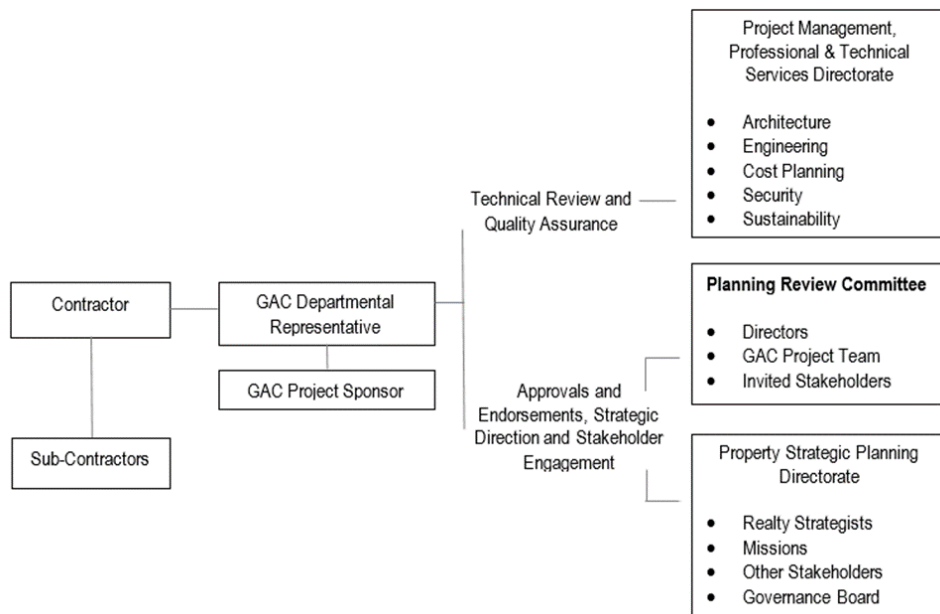 Contractor
Sub-Contractors
GAC Departmental
Representative
GAC Project Sponsor
Technical Review and
Quality Assurance
Approvals and
Endorsements, Strategic
Direction and Stakeholder
Engagement
Project Management,
Professional & Technical
Services Directorate
• Architecture
• Engineering
• Cost Planning
• Security
• Sustainability
Planning Review Committee
• Directors
• GAC Project Team
• Invited Stakeholders
Property Strategic Planning
Directorate
• Realty Strategists
• Missions
• Other Stakeholders
• Governance Board